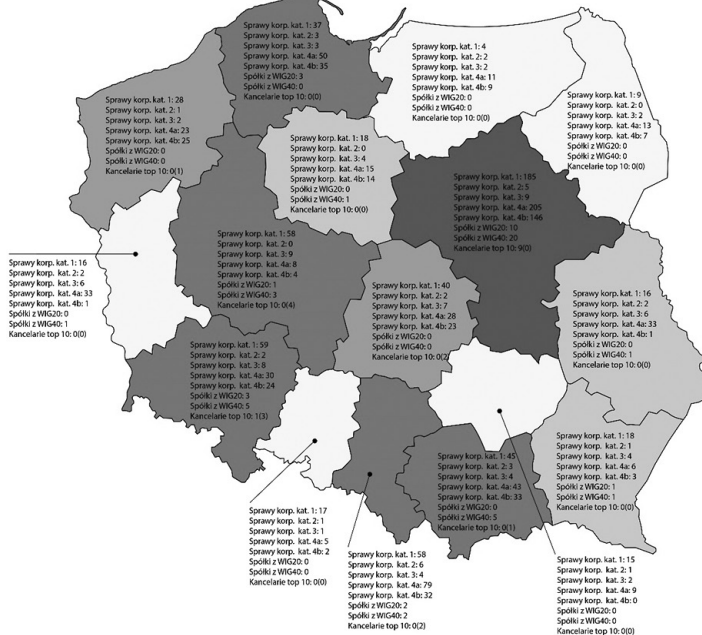 Sprawy korp. kat. 1: 37
Sprawy korp. kat. 2: 3
Sprawy korp. kat. 3: 3
Sprawy korp. kat. 4a: 50
Sprawy korp. kat. 4b: 35
Spółki z WIG20: 3
Spółki z WIG40: 0
Kancelarie top 10: 0(0)
Sprawy korp. kat. 1: 4
Sprawy korp. kat. 2: 2
Sprawy korp. kat. 3: 2
Sprawy korp. kat. 4a: 11
Sprawy korp. kat. 4b: 9
Spółki z WIG20: 0
Spółki z WIG40: 0
Kancelarie top 10: 0(0)
Sprawy korp. kat. 1: 9
Sprawy korp. kat. 2: 0
Sprawy korp. kat. 3: 2
Sprawy korp. kat. 4a: 13
Sprawy korp. kat. 4b: 7
Spółki z WIG20: 0
Spółki z WIG40: 0
Kancelarie top 10: 0(0)
Sprawy korp. kat. 1: 28
Sprawy korp. kat. 2: 1
Sprawy korp. kat. 3: 2
Sprawy korp. kat. 4a: 23
Sprawy korp. kat. 4b: 25
Spółki z WIG20: 0
Spółki z WIG40: 0
Kancelarie top 10: 0(1)
Sprawy korp. kat. 1: 18
Sprawy korp. kat. 2: 0
Sprawy korp. kat. 3: 4
Sprawy korp. kat. 4a: 15
Sprawy korp. kat. 4b: 14
Spółki z WIG20: 0
Spółki z WIG40: 1
Kancelarie top 10: 0(0)
Sprawy korp. kat. 1: 185
Sprawy korp. kat. 2: 5
Sprawy korp. kat. 3: 9
Sprawy korp. kat. 4a: 205
Sprawy korp. kat. 4b: 146
Spółki z WIG20: 10
Spółki z WIG40: 20
Kancelarie top 10: 9(0)
Sprawy korp. kat. 1: 58
Sprawy korp. kat. 2: 0
Sprawy korp. kat. 3: 9
Sprawy korp. kat. 4a: 8
Sprawy korp. kat. 4b: 4
Spółki z WIG20: 1
Spółki z WIG40: 3
Kancelarie top 10: 0(4)
Sprawy korp. kat. 1: 16
Sprawy korp. kat. 2: 2
Sprawy korp. kat. 3: 6
Sprawy korp. kat. 4a: 33
Sprawy korp. kat. 4b: 1
Spółki z WIG20: 0
Spółki z WIG40: 1
Kancelarie top 10: 0(0)
Sprawy korp. kat. 1: 40
Sprawy korp. kat. 2: 2
Sprawy korp. kat. 3: 7
Sprawy korp. kat. 4a: 28
Sprawy korp. kat. 4b: 23
Spółki z WIG20: 0
Spółki z WIG40: 0
Kancelarie top 10: 0(2)
Sprawy korp. kat. 1: 16
Sprawy korp. kat. 2: 2
Sprawy korp. kat. 3: 6
Sprawy korp. kat. 4a: 33
Sprawy korp. kat. 4b: 1
Spółki z WIG20: 0
Spółki z WIG40: 1
Kancelarie top 10: 0(0)
Sprawy korp. kat. 1: 59
Sprawy korp. kat. 2: 2
Sprawy korp. kat. 3: 8
Sprawy korp. kat. 4a: 30
Sprawy korp. kat. 4b: 24
Spółki z WIG20: 3
Spółki z WIG40: 5
Kancelarie top 10: 1(3)
Sprawy korp. kat. 1: 18
Sprawy korp. kat. 2: 1
Sprawy korp. kat. 3: 4
Sprawy korp. kat. 4a: 6
Sprawy korp. kat. 4b: 3
Spółki z WIG20: 1
Spółki z WIG40: 1
Kancelarie top 10: 0(0)
Sprawy korp. kat. 1: 45
Sprawy korp. kat. 2: 3
Sprawy korp. kat. 3: 4
Sprawy korp. kat. 4a: 43
Sprawy korp. kat. 4b: 33
Spółki z WIG20: 0
Spółki z WIG40: 5
Kancelarie top 10: 0(1)
Sprawy korp. kat. 1: 17
Sprawy korp. kat. 2: 1
Sprawy korp. kat. 3: 1
Sprawy korp. kat. 4a: 5
Sprawy korp. kat. 4b: 2
Spółki z WIG20: 0
Spółki z WIG40: 0
Kancelarie top 10: 0(0)
Sprawy korp. kat. 1: 58
Sprawy korp. kat. 2: 6
Sprawy korp. kat. 3: 4
Sprawy korp. kat. 4a: 79
Sprawy korp. kat. 4b: 32
Spółki z WIG20: 2
Spółki z WIG40: 2
Kancelarie top 10: 0(2)
Sprawy korp. kat. 1: 15
Sprawy korp. kat. 2: 1
Sprawy korp. kat. 3: 2
Sprawy korp. kat. 4a: 9
Sprawy korp. kat. 4b: 0
Spółki z WIG20: 0
Spółki z WIG40: 0
Kancelarie top 10: 0(0)